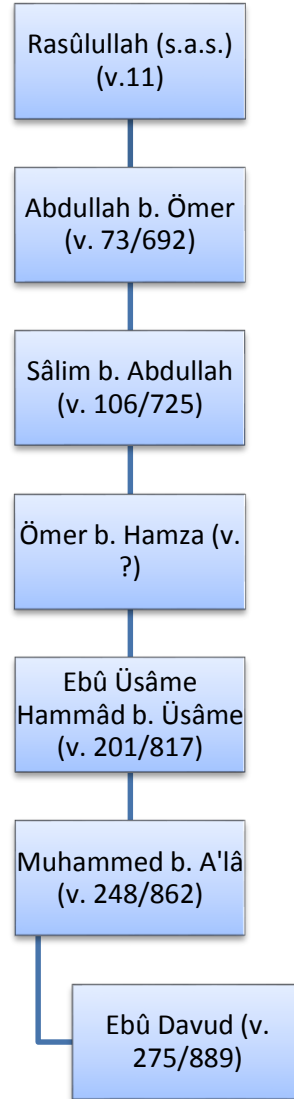 Rasûlullah (s.a.s.)
(v.11)
Abdullah b. Ömer
(v. 73/692)
Sâlim b. Abdullah
(v. 106/725)
Ömer b. Hamza (v.
?)
Ebû Üsâme
Hammâd b. Üsâme
(v. 201/817)
Muhammed b. A'lâ
(v. 248/862)
Ebû Davud (v.
275/889)